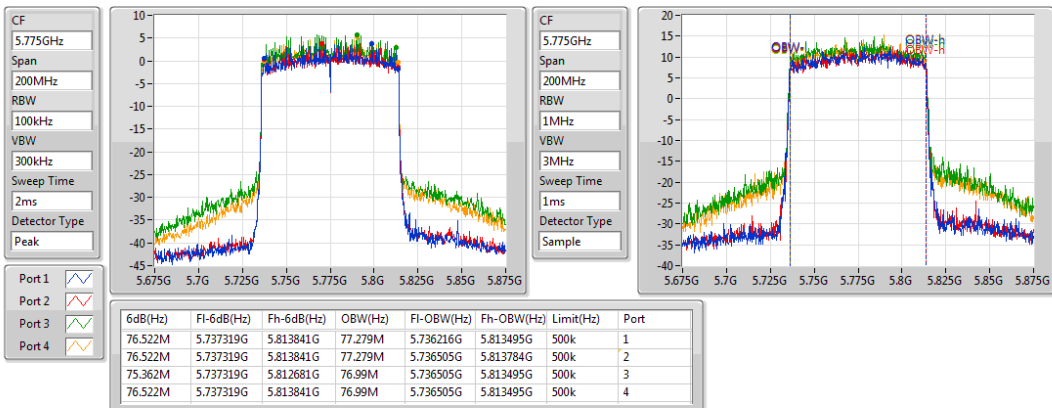 CF
5.775GHz
Span
200MHz
RBW
100kHz
VBW
300kHz
Sweep Time
2ms
Detector Type
Peak
Port 1
Port 2
Port 3
Port 4
10
5
0
-5
-10
-15
-20
-25
-30
-35
-40
-45
5.675G 5.7G 5.725G 5.75G 5.775G 5.8G 5.825G 5.85G 5.875G
CF
5.775GHz
Span
200MHz
RBW
1MHz
VBW
3MHz
Sweep Time
1ms
Detector Type
Sample
20
15
10
5
0
-5
-10
-15
-20
-25
-30
-35
-40
OBW-l
OBW-h
OBW-h
5.675G 5.7G 5.725G 5.75G 5.775G 5.8G 5.825G 5.85G 5.875G
6dB(Hz) Fl-6dB(Hz) Fh-6dB(Hz) OBW(Hz) Fl-OBW(Hz) Fh-OBW(Hz) Limit(Hz) Port
76.522M 5.737319G 5.813841G 77.279M 5.736216G 5.813495G 500k 1
76.522M 5.737319G 5.813841G 77.279M 5.736505G 5.813784G 500k 2
75.362M 5.737319G 5.812681G 76.99M 5.736505G 5.813495G 500k 3
76.522M 5.737319G 5.813841G 76.99M 5.736505G 5.813495G 500k 4